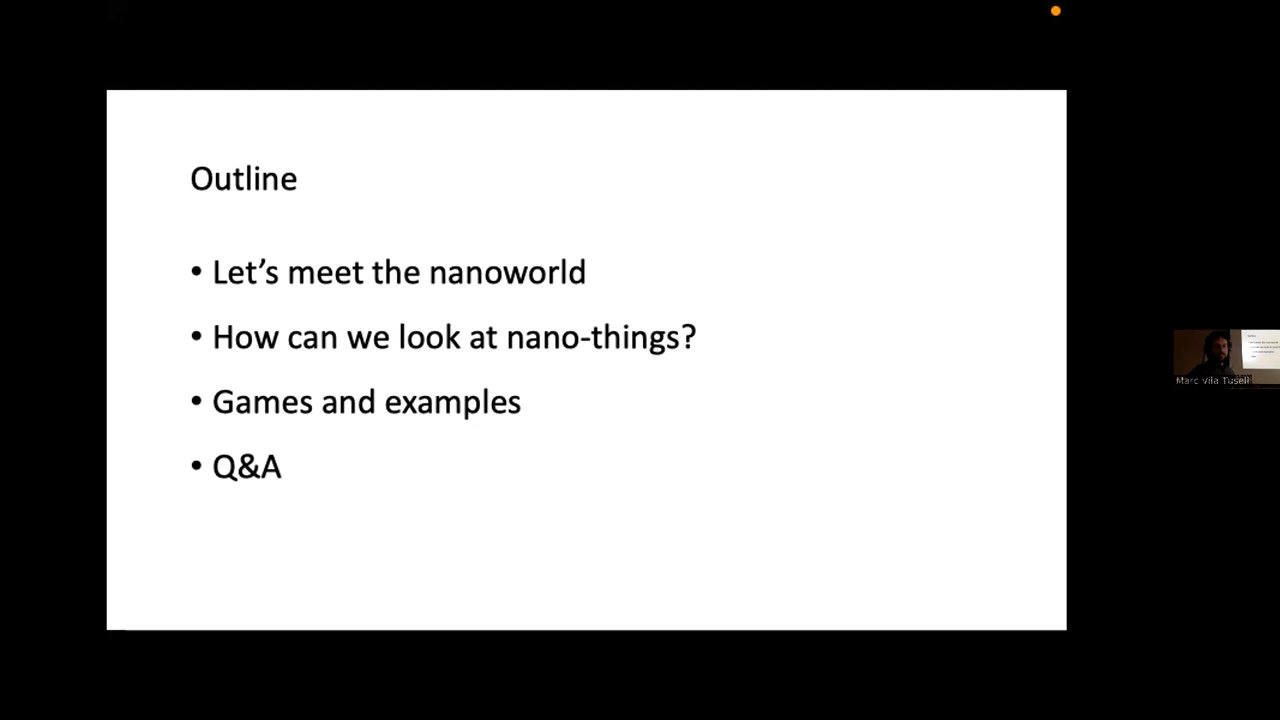 Outline
• Let’s meet the nanoworld
• How can we look at nano-things?
• Games and examples
• Q&A
Marc Vila Tusell